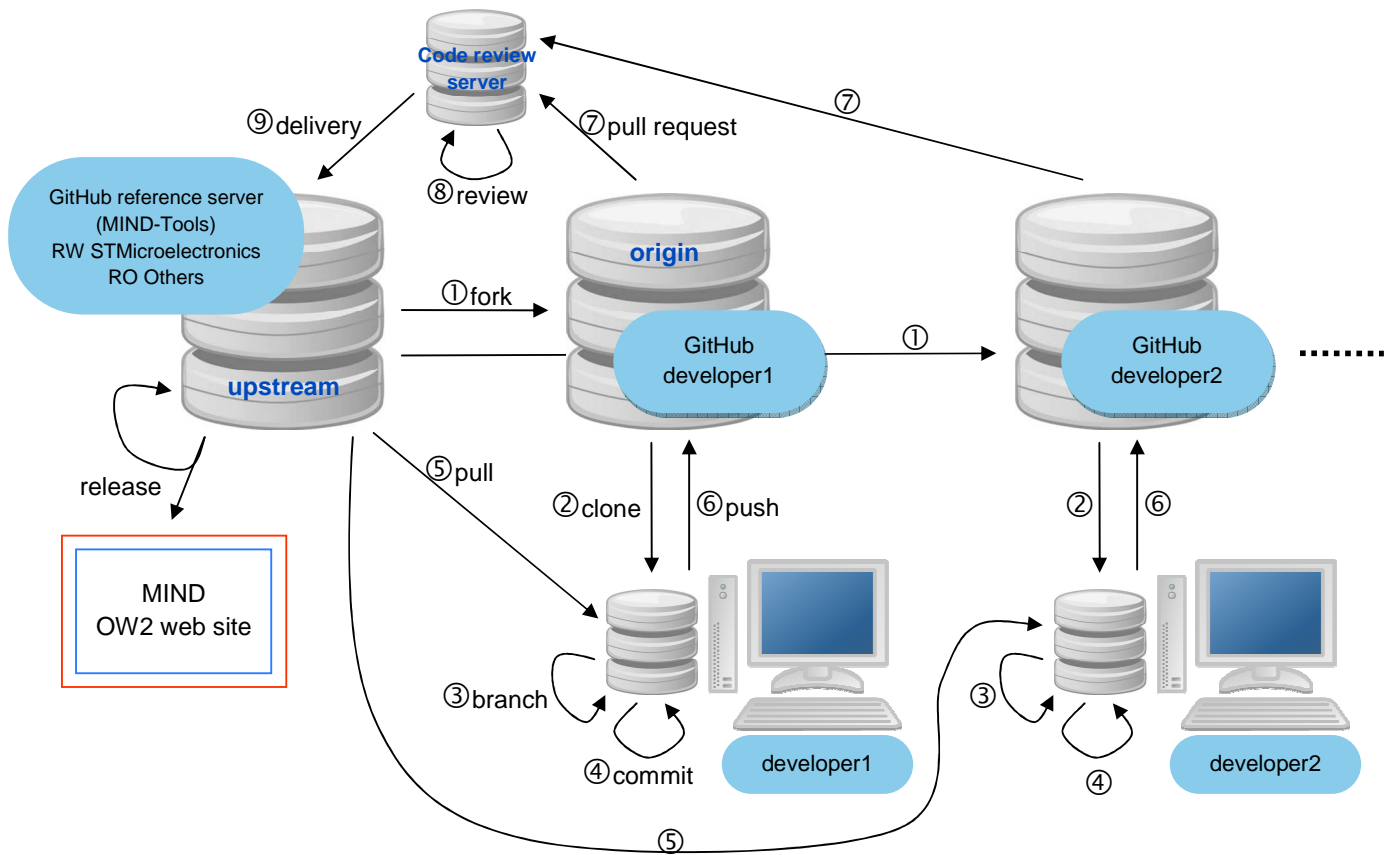 Code review
server
⑦
⑨delivery
⑦pull request
⑧review
GitHub reference server
(MIND-Tools)
RW STMicroelectronics
RO Others
origin
①fork
GitHub
developer1
①
GitHub
developer2
upstream
release
⑤pull
②clone
⑥push
②
⑥
MIND
OW2 web site
③branch
③
④commit
④
developer1
developer2
⑤